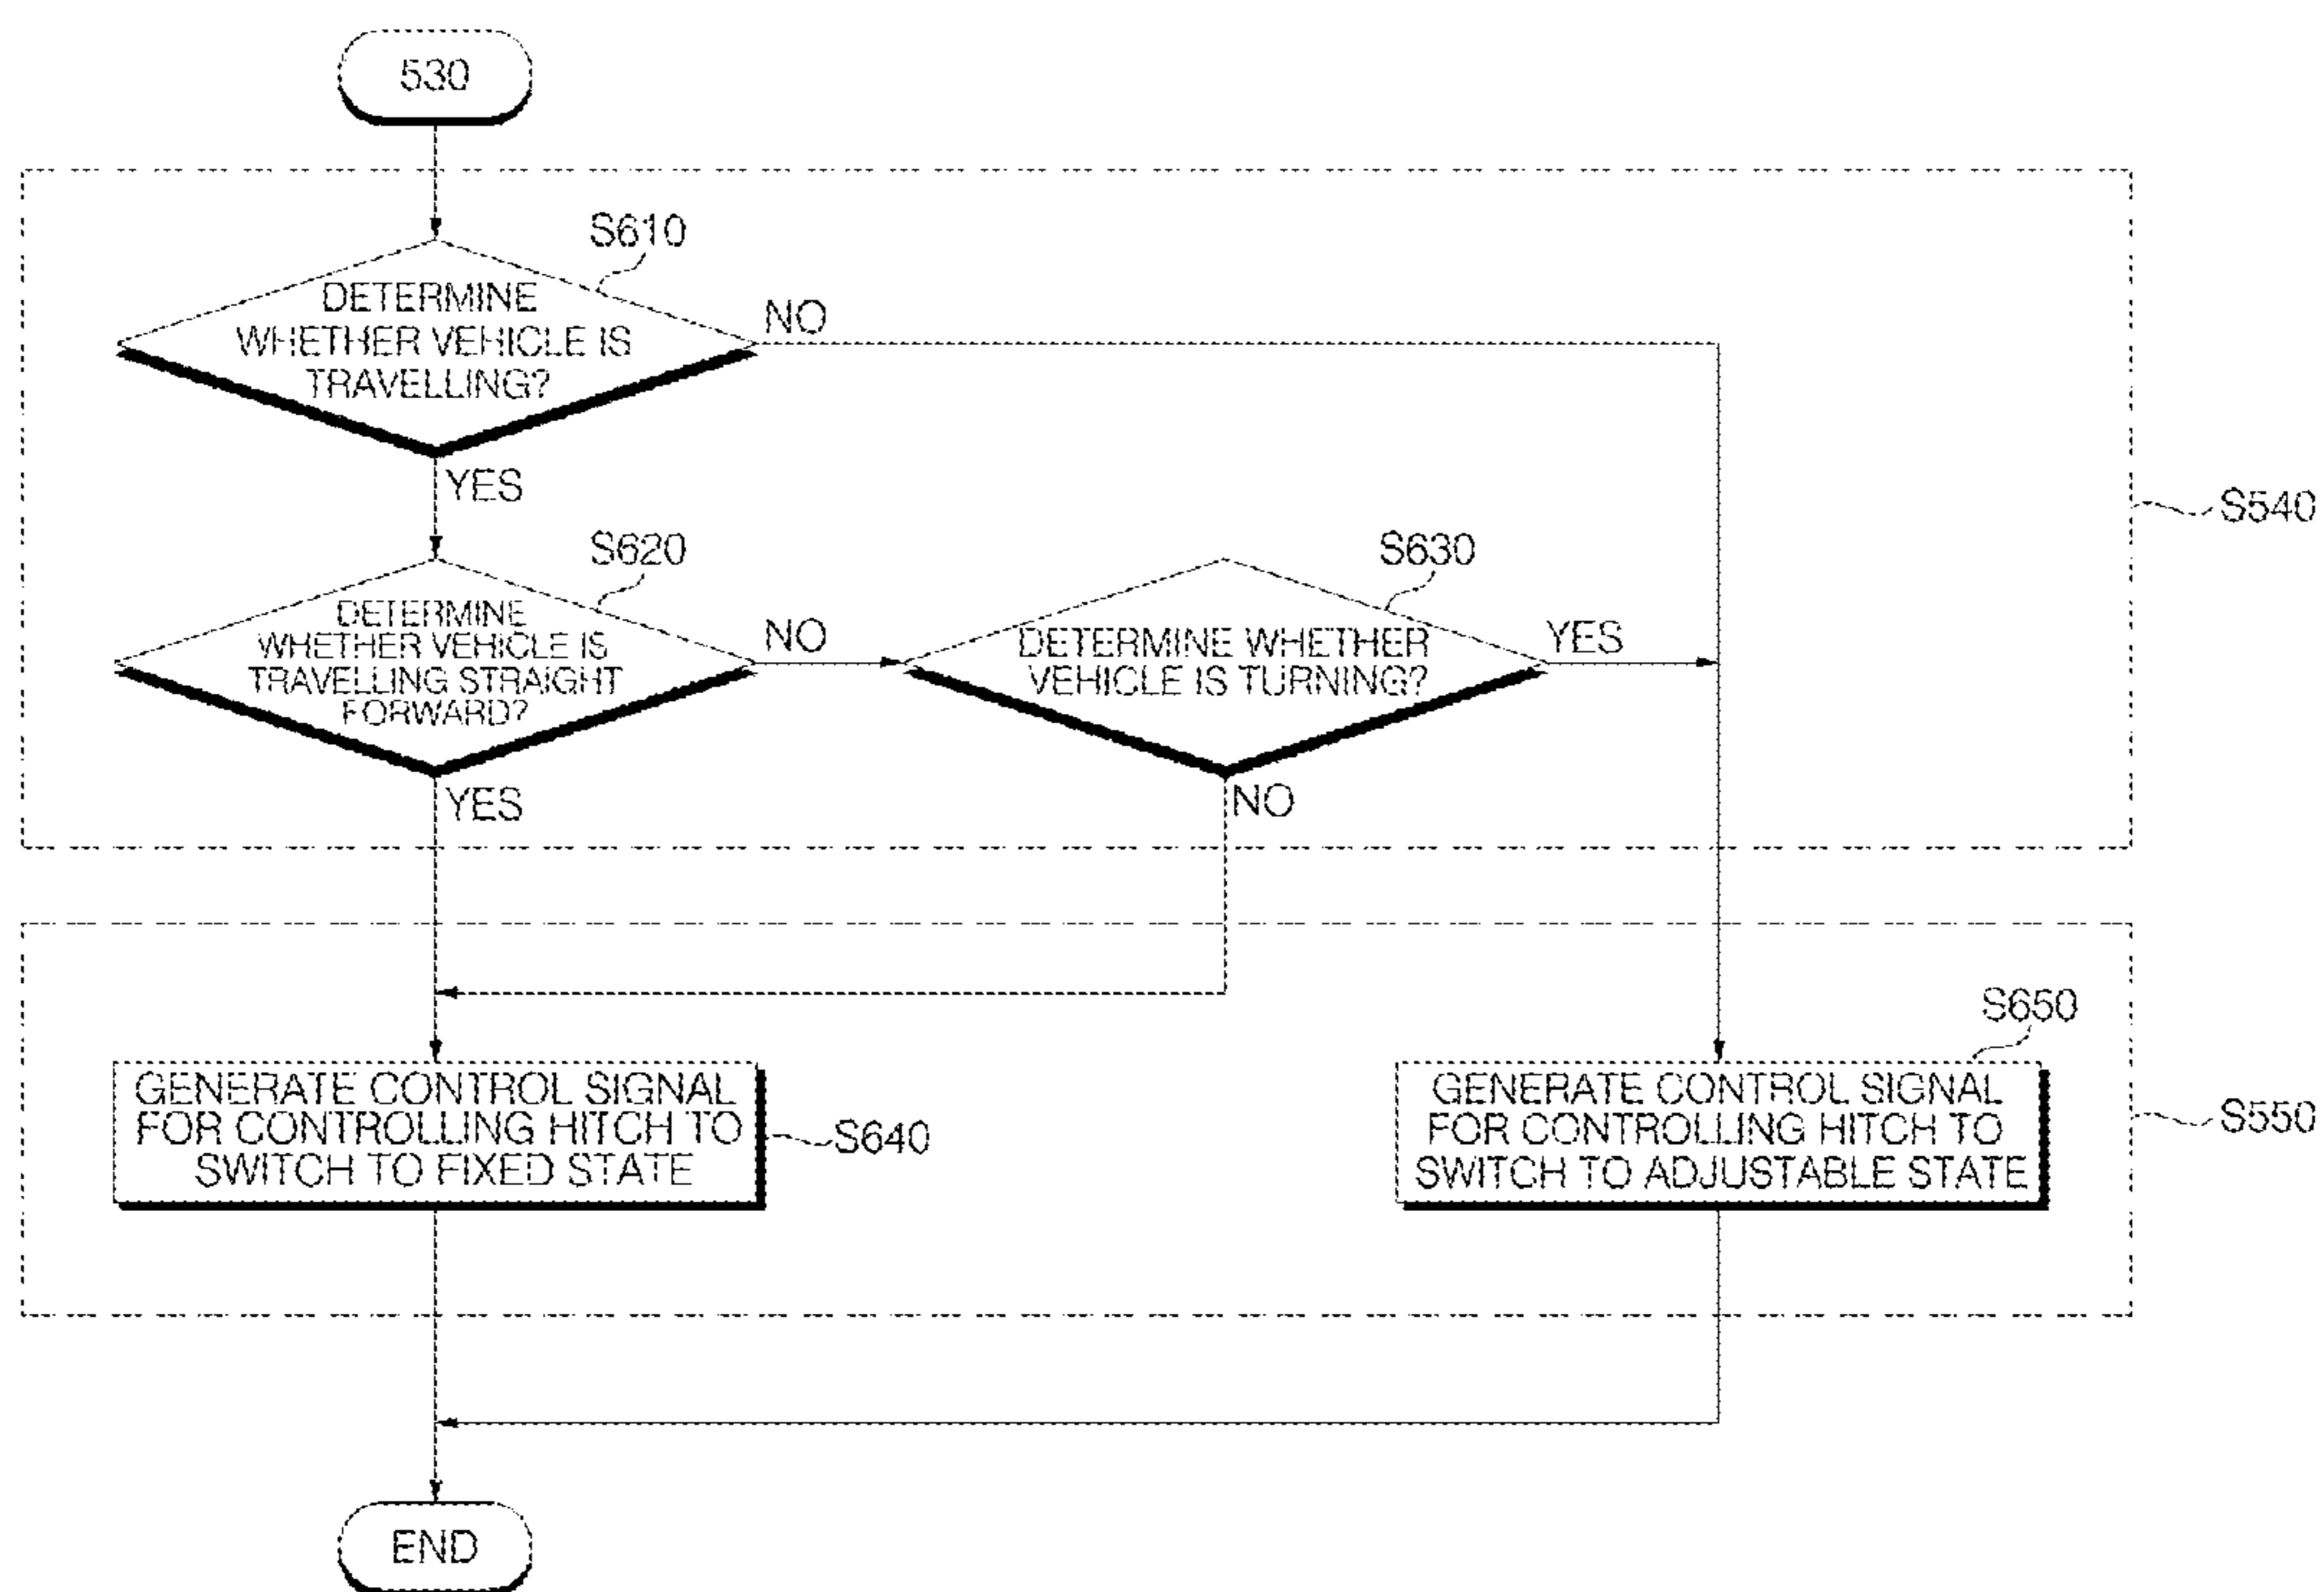 530
S610
DETERMINE
WHETHER VEHICLE IS
TRAVELLING?
NO
YES
S540
S620
DETERMINE
WHETHER VEHICLE IS
TRAVELLING STRAIGHT
FORWARD?
NO
YES
S630
DETERMINE WHETHER
VEHICLE IS TURNING?
YES
NO
GENERATE CONTROL SIGNAL
FOR CONTROLLING HITCH TO
SWITCH TO FIXED STATE
S640
S650
GENERATE CONTROL SIGNAL
FOR CONTROLLING HITCH TO
SWITCH TO ADJUSTABLE STATE
S550
END